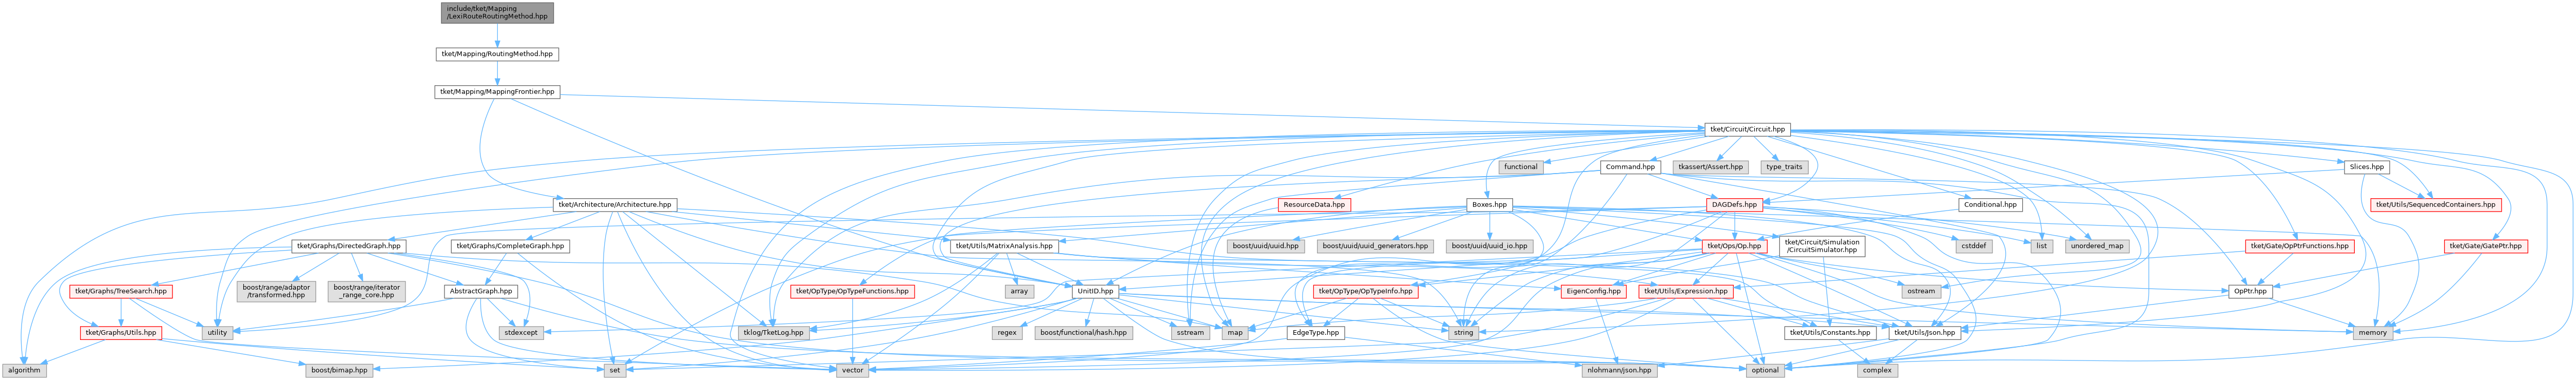 include/tket/Mapping
/LexiRouteRoutingMethod.hpp
tket/Mapping/RoutingMethod.hpp
tket/Mapping/MappingFrontier.hpp
tket/Circuit/Circuit.hpp
functional
Command.hpp
tkassert/Assert.hpp
type_traits
Slices.hpp
tket/Architecture/Architecture.hpp
ResourceData.hpp
Boxes.hpp
DAGDefs.hpp
Conditional.hpp
tket/Utils/SequencedContainers.hpp
tket/Graphs/DirectedGraph.hpp
tket/Graphs/CompleteGraph.hpp
tket/Utils/MatrixAnalysis.hpp
boost/uuid/uuid.hpp
boost/uuid/uuid_generators.hpp
boost/uuid/uuid_io.hpp
tket/Ops/Op.hpp
tket/Circuit/Simulation
/CircuitSimulator.hpp
cstddef
list
unordered_map
tket/Gate/OpPtrFunctions.hpp
tket/Gate/GatePtr.hpp
tket/Graphs/TreeSearch.hpp
boost/range/adaptor
/transformed.hpp
boost/range/iterator
_range_core.hpp
AbstractGraph.hpp
tket/OpType/OpTypeFunctions.hpp
array
UnitID.hpp
tket/OpType/OpTypeInfo.hpp
EigenConfig.hpp
tket/Utils/Expression.hpp
ostream
OpPtr.hpp
tket/Graphs/Utils.hpp
utility
stdexcept
tklog/TketLog.hpp
regex
boost/functional/hash.hpp
sstream
map
string
EdgeType.hpp
tket/Utils/Constants.hpp
tket/Utils/Json.hpp
memory
algorithm
boost/bimap.hpp
set
vector
nlohmann/json.hpp
optional
complex